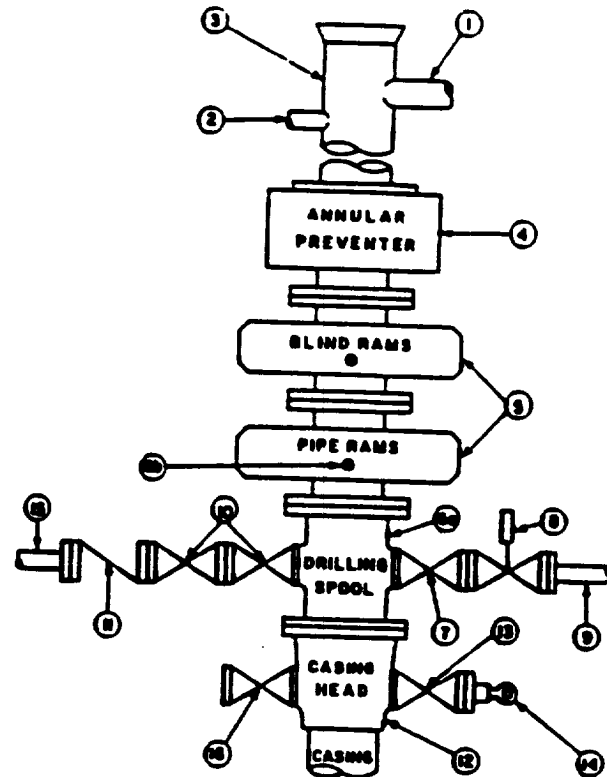 3
1
2
ANNULAR
PREVENTER
4
BLIND RAMS
5
PIPE RAMS
15
10
8
DRILLING
SPOOL
11
7
13
9
CASING
HEAD
16
12
14
CASING